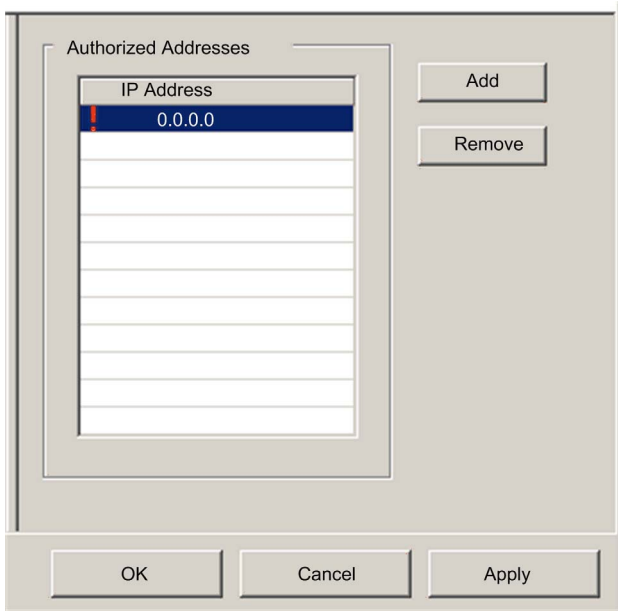 Authorized Addresses
IP Address
! 0.0.0.0
Add
Remove
OK
Cancel
Apply